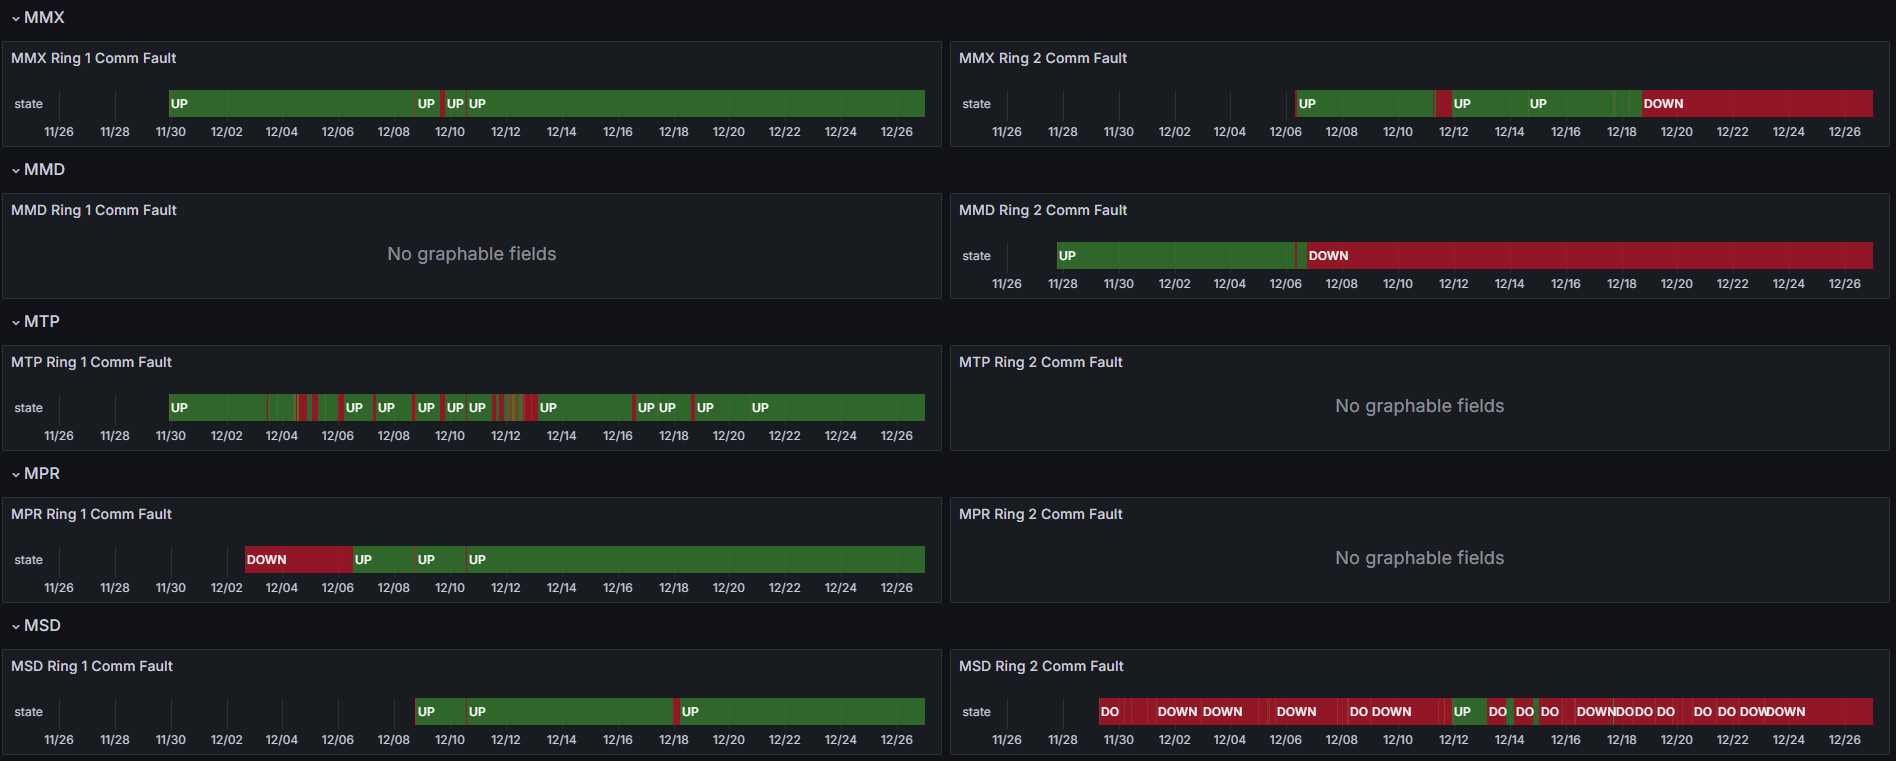 MMX
MMX Ring 1 Comm Fault
state UP UP UP UP
11/26 11/28 11/30 12/02 12/04 12/06 12/08 12/10 12/12 12/14 12/16 12/18 12/20 12/22 12/24 12/26
MMX Ring 2 Comm Fault
state UP UP UP DOWN
11/26 11/28 11/30 12/02 12/04 12/06 12/08 12/10 12/12 12/14 12/16 12/18 12/20 12/22 12/24 12/26
MMD
MMD Ring 1 Comm Fault
No graphable fields
MMD Ring 2 Comm Fault
state UP DOWN
11/26 11/28 11/30 12/02 12/04 12/06 12/08 12/10 12/12 12/14 12/16 12/18 12/20 12/22 12/24 12/26
MTP
MTP Ring 1 Comm Fault
state UP UP UP UP UP UP UP UP UP UP UP
11/26 11/28 11/30 12/02 12/04 12/06 12/08 12/10 12/12 12/14 12/16 12/18 12/20 12/22 12/24 12/26
MTP Ring 2 Comm Fault
No graphable fields
MPR
MPR Ring 1 Comm Fault
state DOWN UP UP UP
11/26 11/28 11/30 12/02 12/04 12/06 12/08 12/10 12/12 12/14 12/16 12/18 12/20 12/22 12/24 12/26
MPR Ring 2 Comm Fault
No graphable fields
MSD
MSD Ring 1 Comm Fault
state UP UP UP
11/26 11/28 11/30 12/02 12/04 12/06 12/08 12/10 12/12 12/14 12/16 12/18 12/20 12/22 12/24 12/26
MSD Ring 2 Comm Fault
state DO DOWN DOWN DOWN DO DOWN UP DO DO DO DOWN DO DO DO DO DO DOW DOWN
11/26 11/28 11/30 12/02 12/04 12/06 12/08 12/10 12/12 12/14 12/16 12/18 12/20 12/22 12/24 12/26